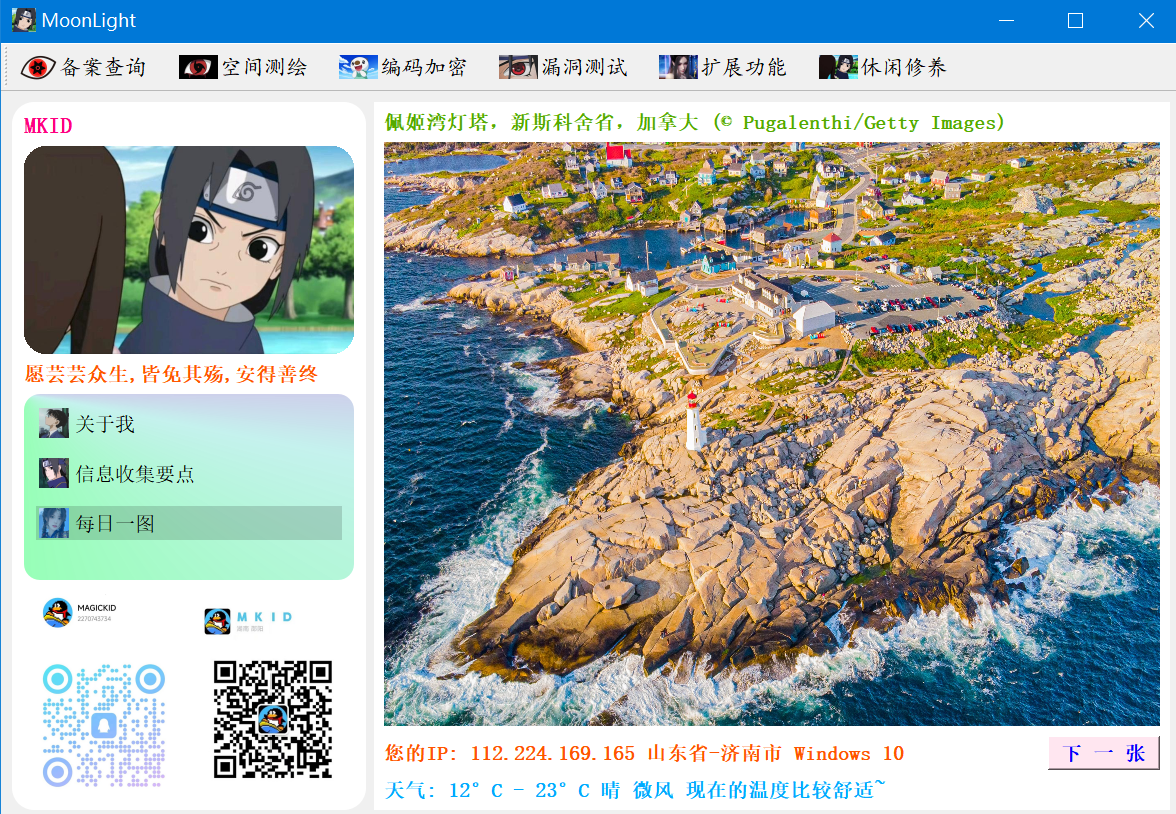 MoonLight
备案查询 空间测绘 编码加密 漏洞测试 扩展功能 休闲修养
MKID
愿芸芸众生,皆免其殇,安得善终
关于我
信息收集要点
每日一图
MAGICKID
2270743734
M K I D
湖南 邵阳
佩姬湾灯塔，新斯科舍省，加拿大 (© Pugalenthi/Getty Images)
您的IP: 112.224.169.165 山东省-济南市 Windows 10
下一张
天气: 12°C - 23°C 晴 微风 现在的温度比较舒适~